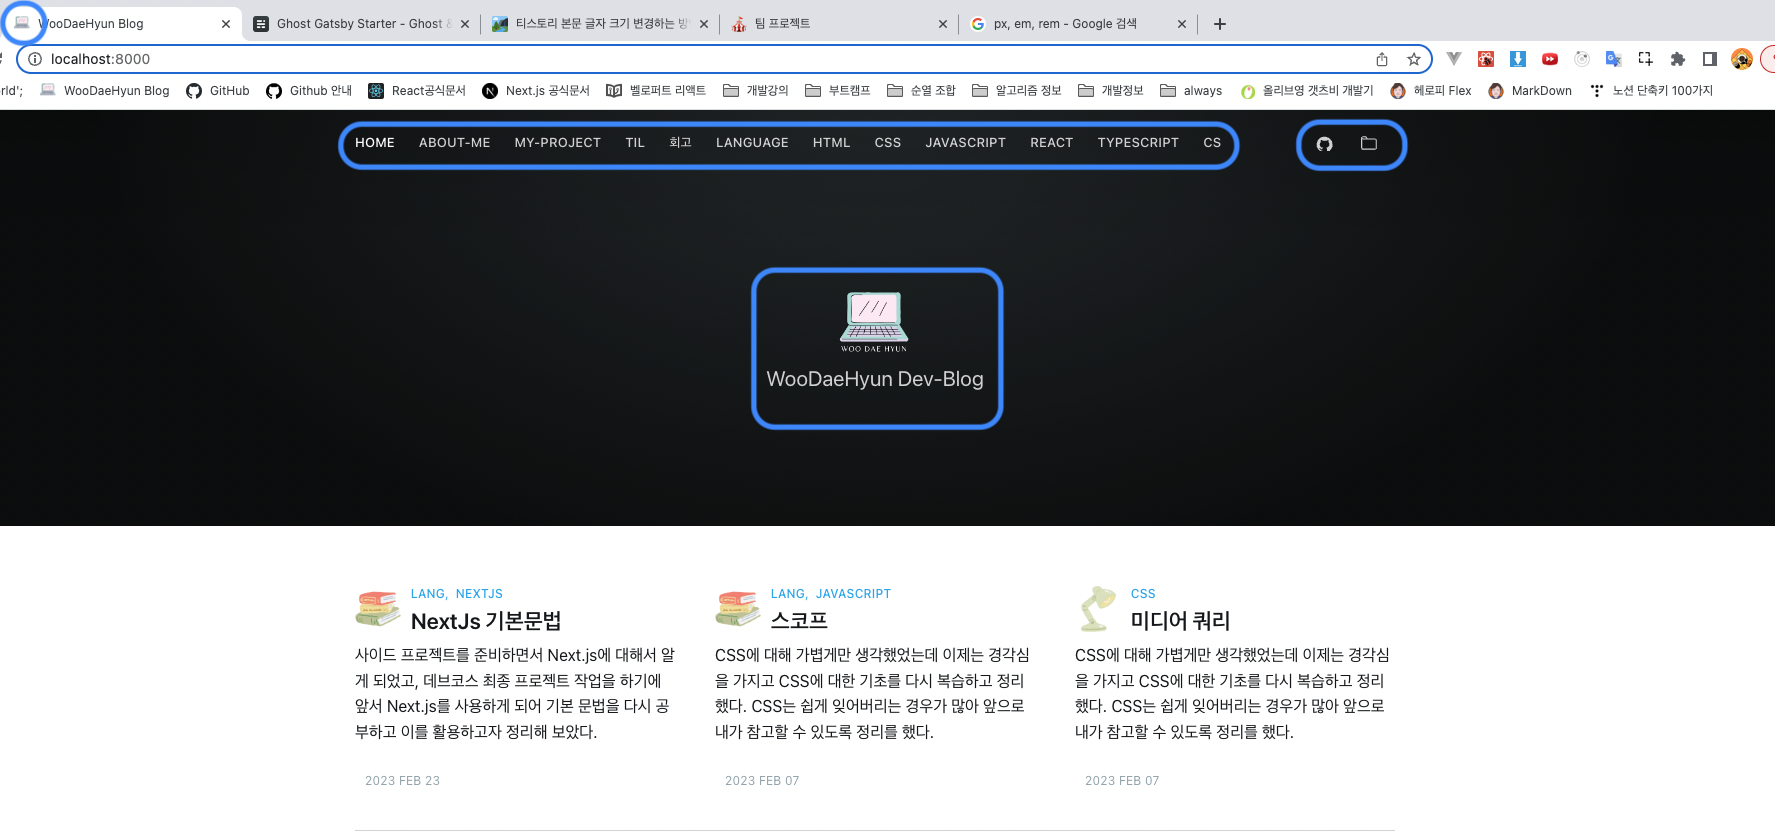 WooDaeHyun Blog
Ghost Gatsby Starter - Ghost &
티스토리 본문 글자 크기 변경하는 방
팀 프로젝트
px, em, rem - Google 검색
localhost:8000
rld';
WooDaeHyun Blog
GitHub
Github 안내
React공식문서
Next.js 공식문서
벨로퍼트 리액트
개발강의
부트캠프
순열 조합
알고리즘 정보
개발정보
always
올리브영 갯츠비 개발기
헤로피 Flex
MarkDown
노션 단축키 100가지
HOME ABOUT-ME MY-PROJECT TIL 회고 LANGUAGE HTML CSS JAVASCRIPT REACT TYPESCRIPT CS
WOO DAE HYUN
WooDaeHyun Dev-Blog
LANG, NEXTJS
NextJs 기본문법
사이드 프로젝트를 준비하면서 Next.js에 대해서 알
게 되었고, 데브코스 최종 프로젝트 작업을 하기에
앞서 Next.js를 사용하게 되어 기본 문법을 다시 공
부하고 이를 활용하고자 정리해 보았다.
2023 FEB 23
LANG, JAVASCRIPT
스코프
CSS에 대해 가볍게만 생각했었는데 이제는 경각심
을 가지고 CSS에 대한 기초를 다시 복습하고 정리
했다. CSS는 쉽게 잊어버리는 경우가 많아 앞으로
내가 참고할 수 있도록 정리를 했다.
2023 FEB 07
CSS
미디어 쿼리
CSS에 대해 가볍게만 생각했었는데 이제는 경각심
을 가지고 CSS에 대한 기초를 다시 복습하고 정리
했다. CSS는 쉽게 잊어버리는 경우가 많아 앞으로
내가 참고할 수 있도록 정리를 했다.
2023 FEB 07